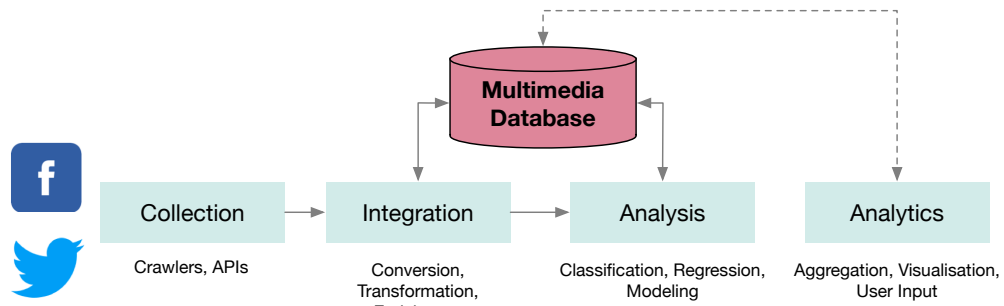 Multimedia
Database
f
Collection
Integration
Analysis
Analytics
Crawlers, APIs
Conversion,
Transformation,
Classification, Regression,
Modeling
Aggregation, Visualisation,
User Input